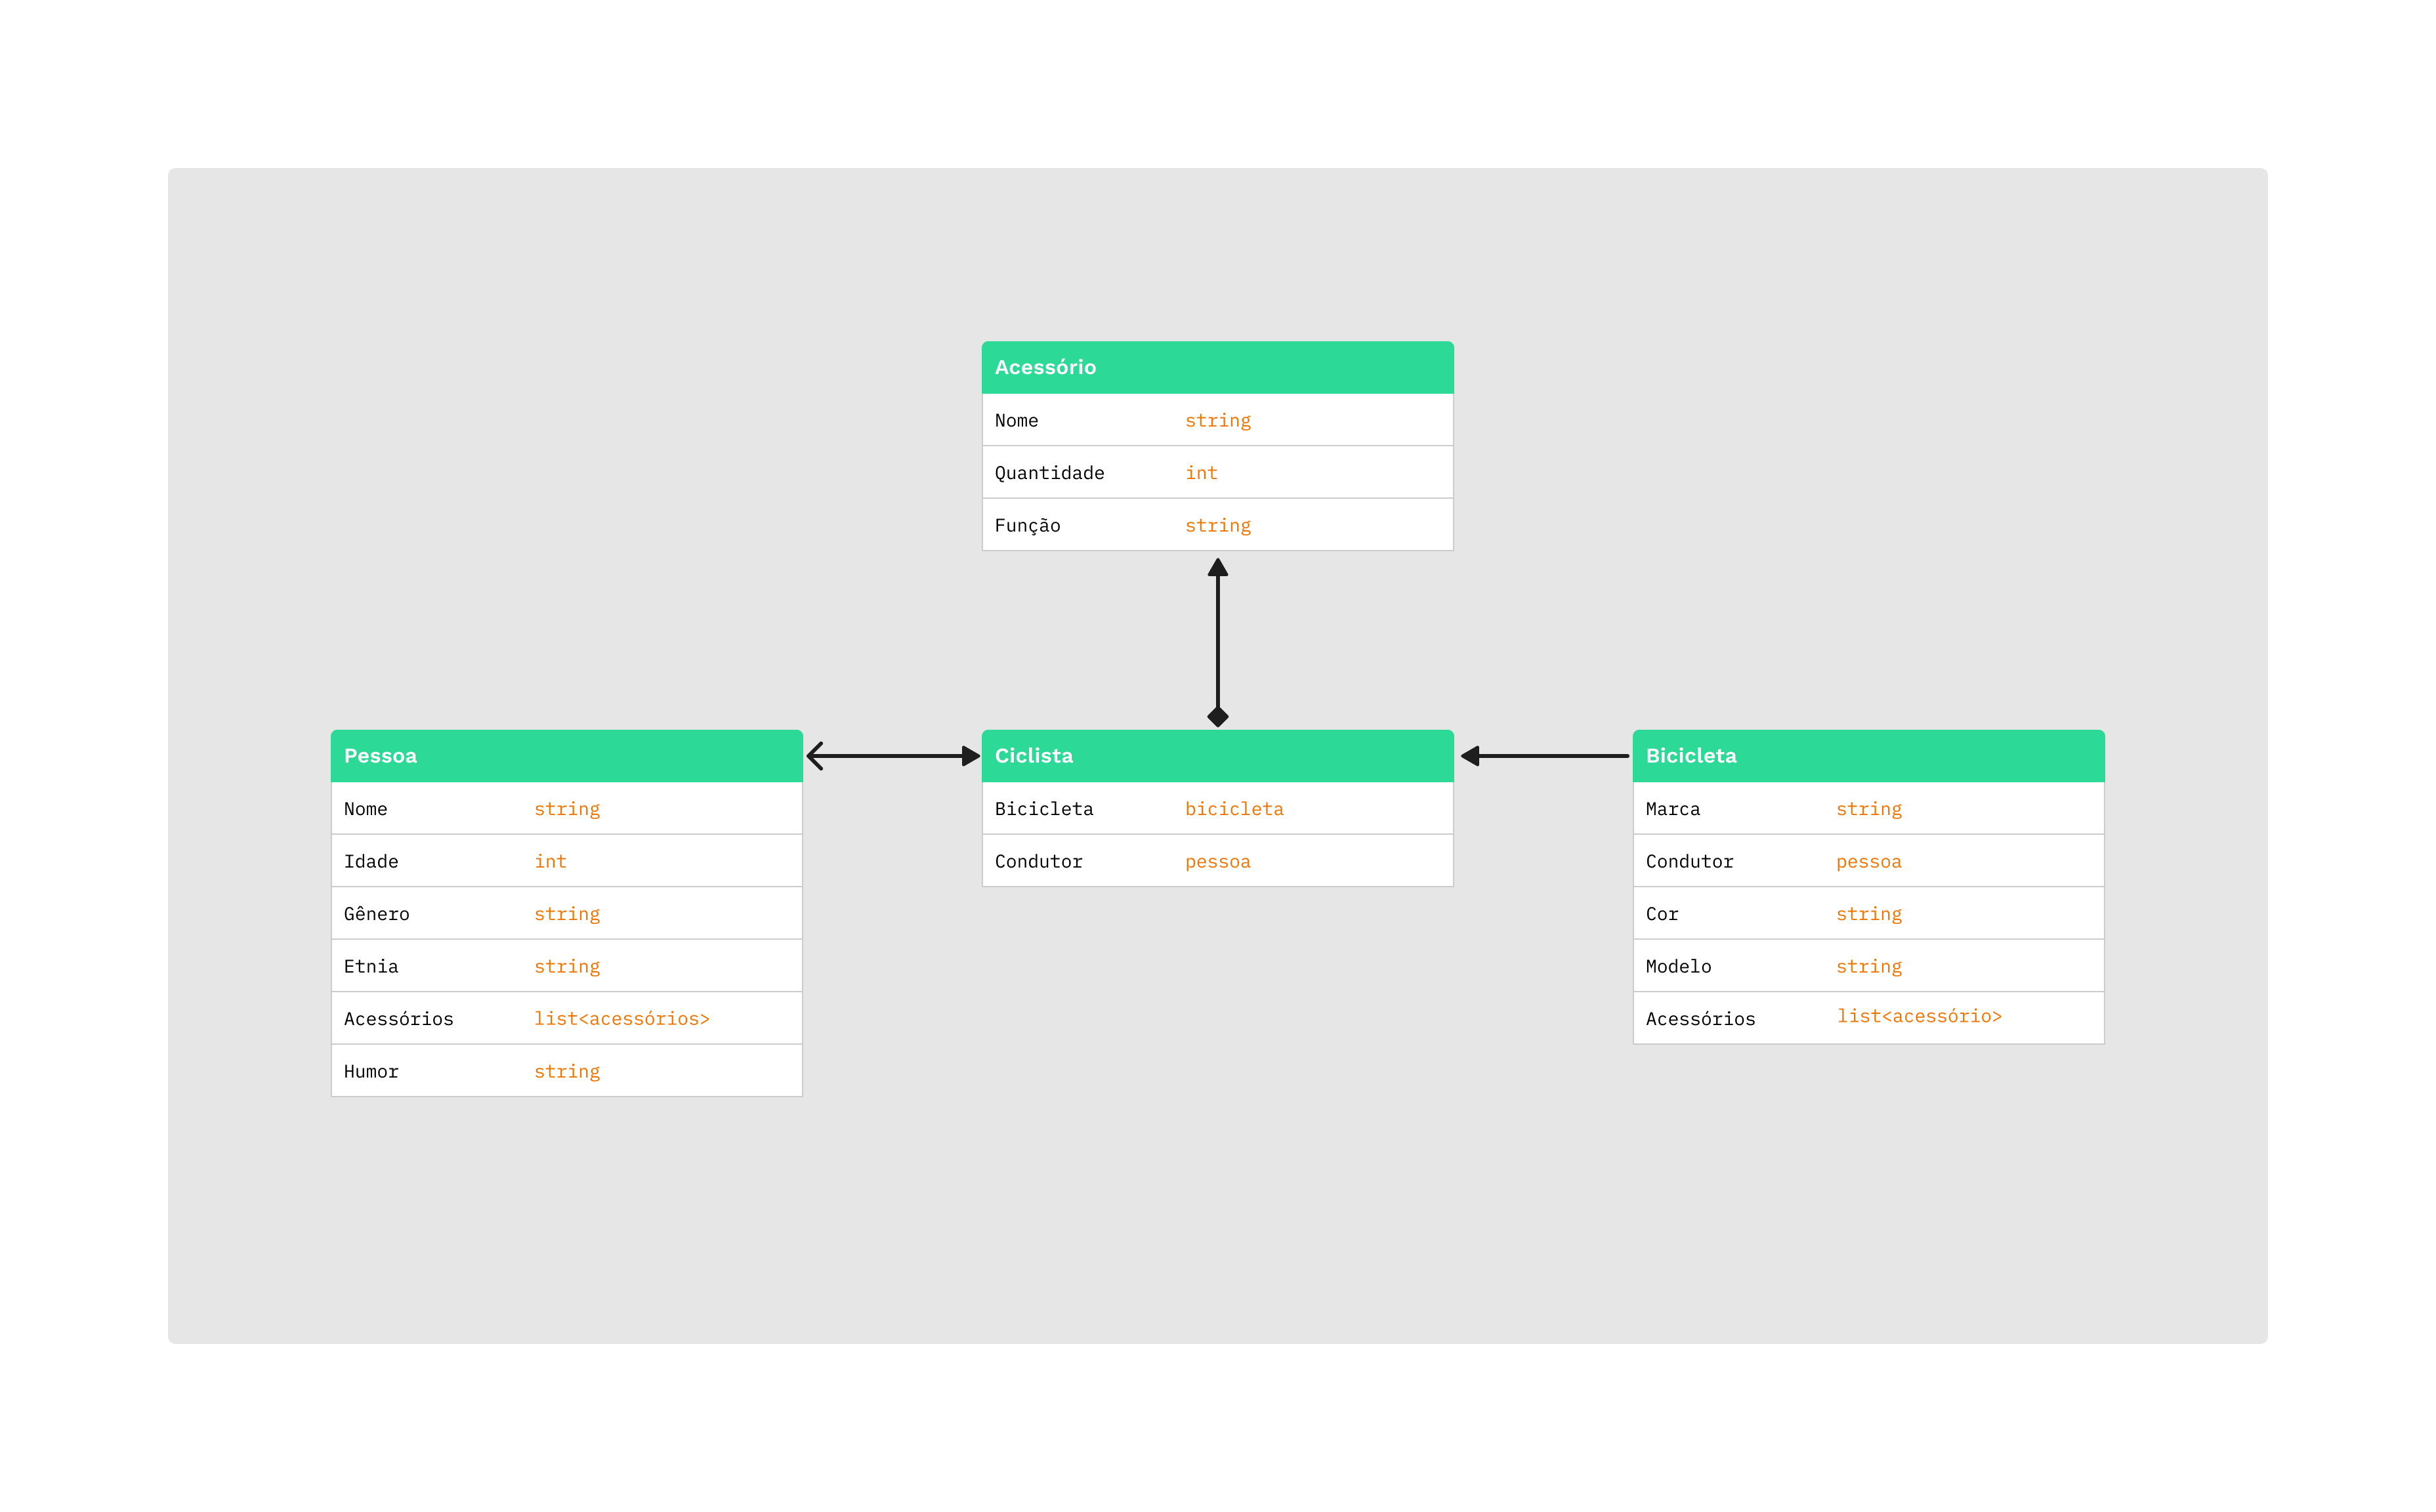 Acessório
Nome string
Quantidade int
Função string
Pessoa
Nome string
Idade int
Gênero string
Etnia string
Acessórios list<acessórios>
Humor string
Ciclista
Bicicleta bicicleta
Condutor pessoa
Bicicleta
Marca string
Condutor pessoa
Cor string
Modelo string
Acessórios list<acessório>